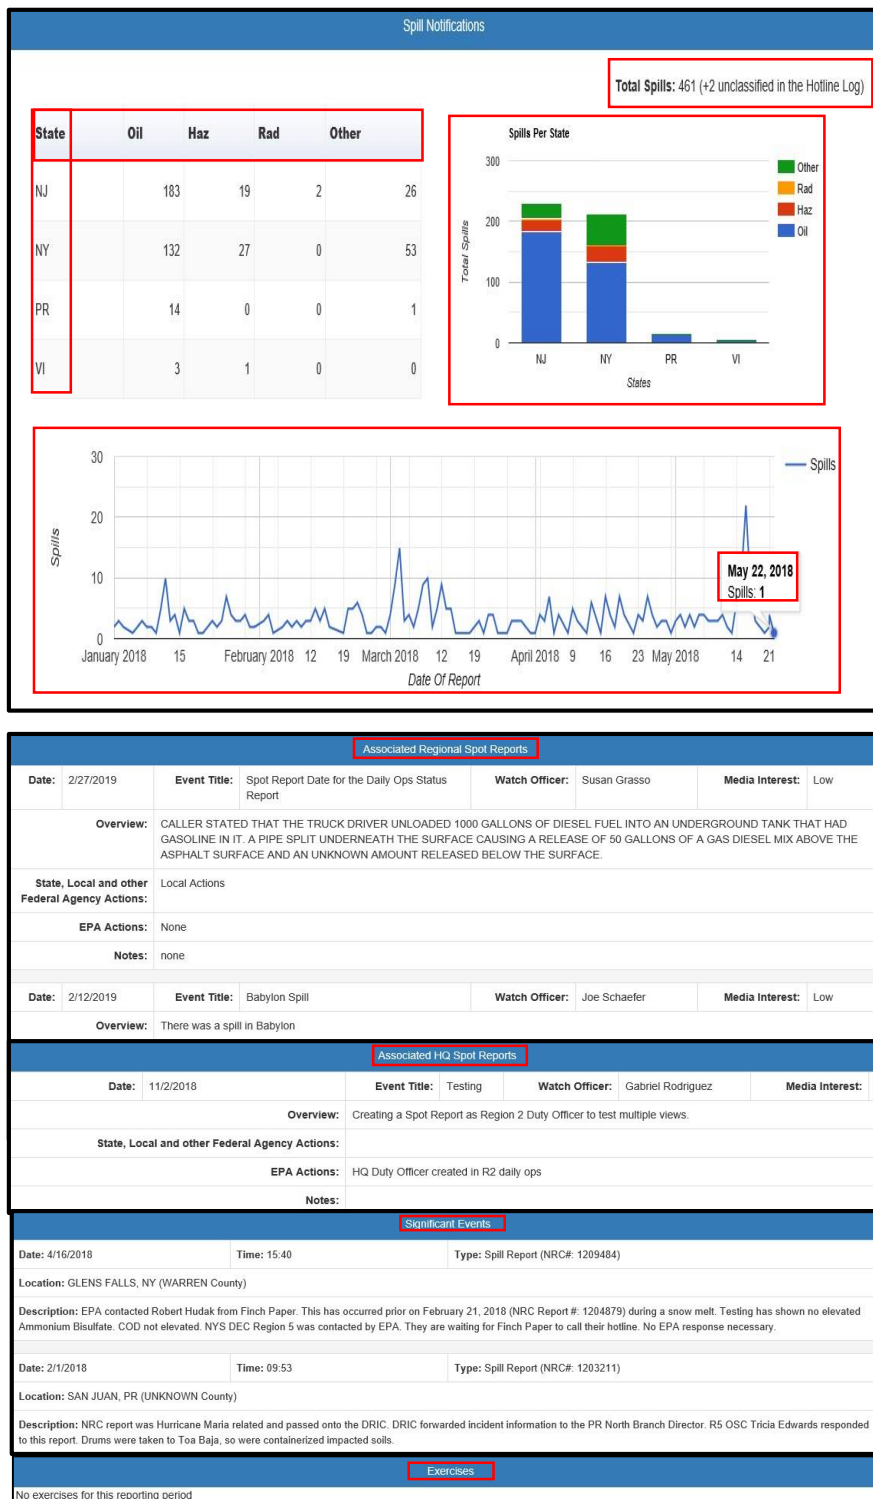 Spill Notifications
Total Spills: 461 (+2 unclassified in the Hotline Log)
State Oil Haz Rad Other
NJ 183 19 2 26
NY 132 27 0 53
PR 14 0 0 1
VI 3 1 0 0
Spills Per State
300
200
100
0
Total Spills
NJ NY PR VI
States
Other
Rad
Haz
Oil
30
20
10
0
Spills
Spills
May 22, 2018
Spills: 1
January 2018 15 February 2018 12 19 March 2018 12 19 April 2018 9 16 23 May 2018 14 21
Date Of Report
Associated Regional Spot Reports
Date: 2/27/2019 Event Title: Spot Report Date for the Daily Ops Status Watch Officer: Susan Grasso Media Interest: Low
Report
Overview: CALLER STATED THAT THE TRUCK DRIVER UNLOADED 1000 GALLONS OF DIESEL FUEL INTO AN UNDERGROUND TANK THAT HAD
GASOLINE IN IT. A PIPE SPLIT UNDERNEATH THE SURFACE CAUSING A RELEASE OF 50 GALLONS OF A GAS DIESEL MIX ABOVE THE
ASPHALT SURFACE AND AN UNKNOWN AMOUNT RELEASED BELOW THE SURFACE.
State, Local and other Local Actions
Federal Agency Actions:
EPA Actions: None
Notes: none
Date: 2/12/2019 Event Title: Babylon Spill Watch Officer: Joe Schaefer Media Interest: Low
Overview: There was a spill in Babylon
Associated HQ Spot Reports
Date: 11/2/2018 Event Title: Testing Watch Officer: Gabriel Rodriguez Media Interest:
Overview: Creating a Spot Report as Region 2 Duty Officer to test multiple views.
State, Local and other Federal Agency Actions:
EPA Actions: HQ Duty Officer created in R2 daily ops
Notes:
Significant Events
Date: 4/16/2018 Time: 15:40 Type: Spill Report (NRC#: 1209484)
Location: GLENS FALLS, NY (WARREN County)
Description: EPA contacted Robert Hudak from Finch Paper. This has occurred prior on February 21, 2018 (NRC Report #: 1204879) during a snow melt. Testing has shown no elevated
Ammonium Bisulfate. COD not elevated. NYS DEC Region 5 was contacted by EPA. They are waiting for Finch Paper to call their hotline. No EPA response necessary.
Date: 2/1/2018 Time: 09:53 Type: Spill Report (NRC#: 1203211)
Location: SAN JUAN, PR (UNKNOWN County)
Description: NRC report was Hurricane Maria related and passed onto the DRIC. DRIC forwarded incident information to the PR North Branch Director. R5 OSC Tricia Edwards responded
to this report. Drums were taken to Toa Baja, so were containerized impacted soils.
Exercises
No exercises for this reporting period